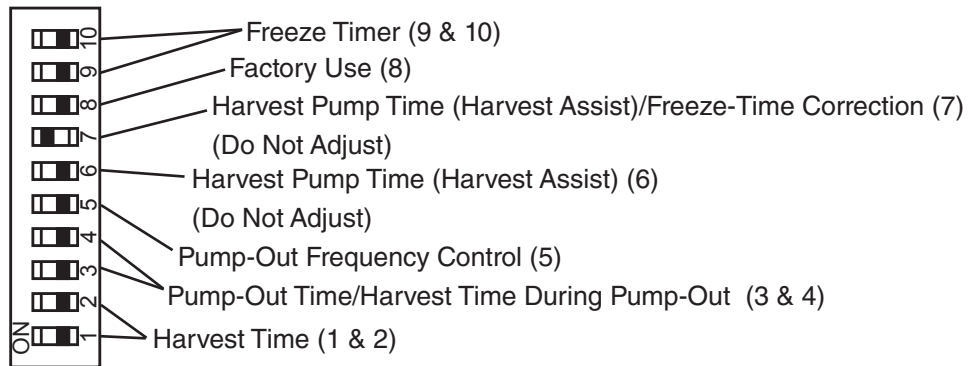 10 Freeze Timer (9 & 10)
9 Factory Use (8)
8 Harvest Pump Time (Harvest Assist)/Freeze-Time Correction (7)
7 (Do Not Adjust)
6 Harvest Pump Time (Harvest Assist) (6)
(Do Not Adjust)
5
4 Pump-Out Frequency Control (5)
3 Pump-Out Time/Harvest Time During Pump-Out (3 & 4)
2
ON 1 Harvest Time (1 & 2)